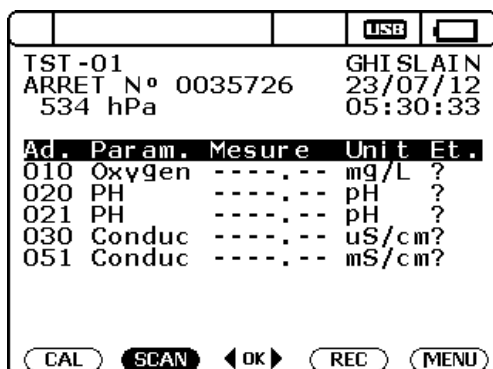 USB
TST-01 GHISLAIN
ARRET Nº 0035726 23/07/12
534 hPa 05:30:33
Ad. Param. Mesure Unit Et.
010 Oxygen ----.-- mg/L ?
020 PH ----.-- pH ?
021 PH ----.-- pH ?
030 Conduc ----.-- uS/cm?
051 Conduc ----.-- mS/cm?
CAL SCAN OK REC MENU